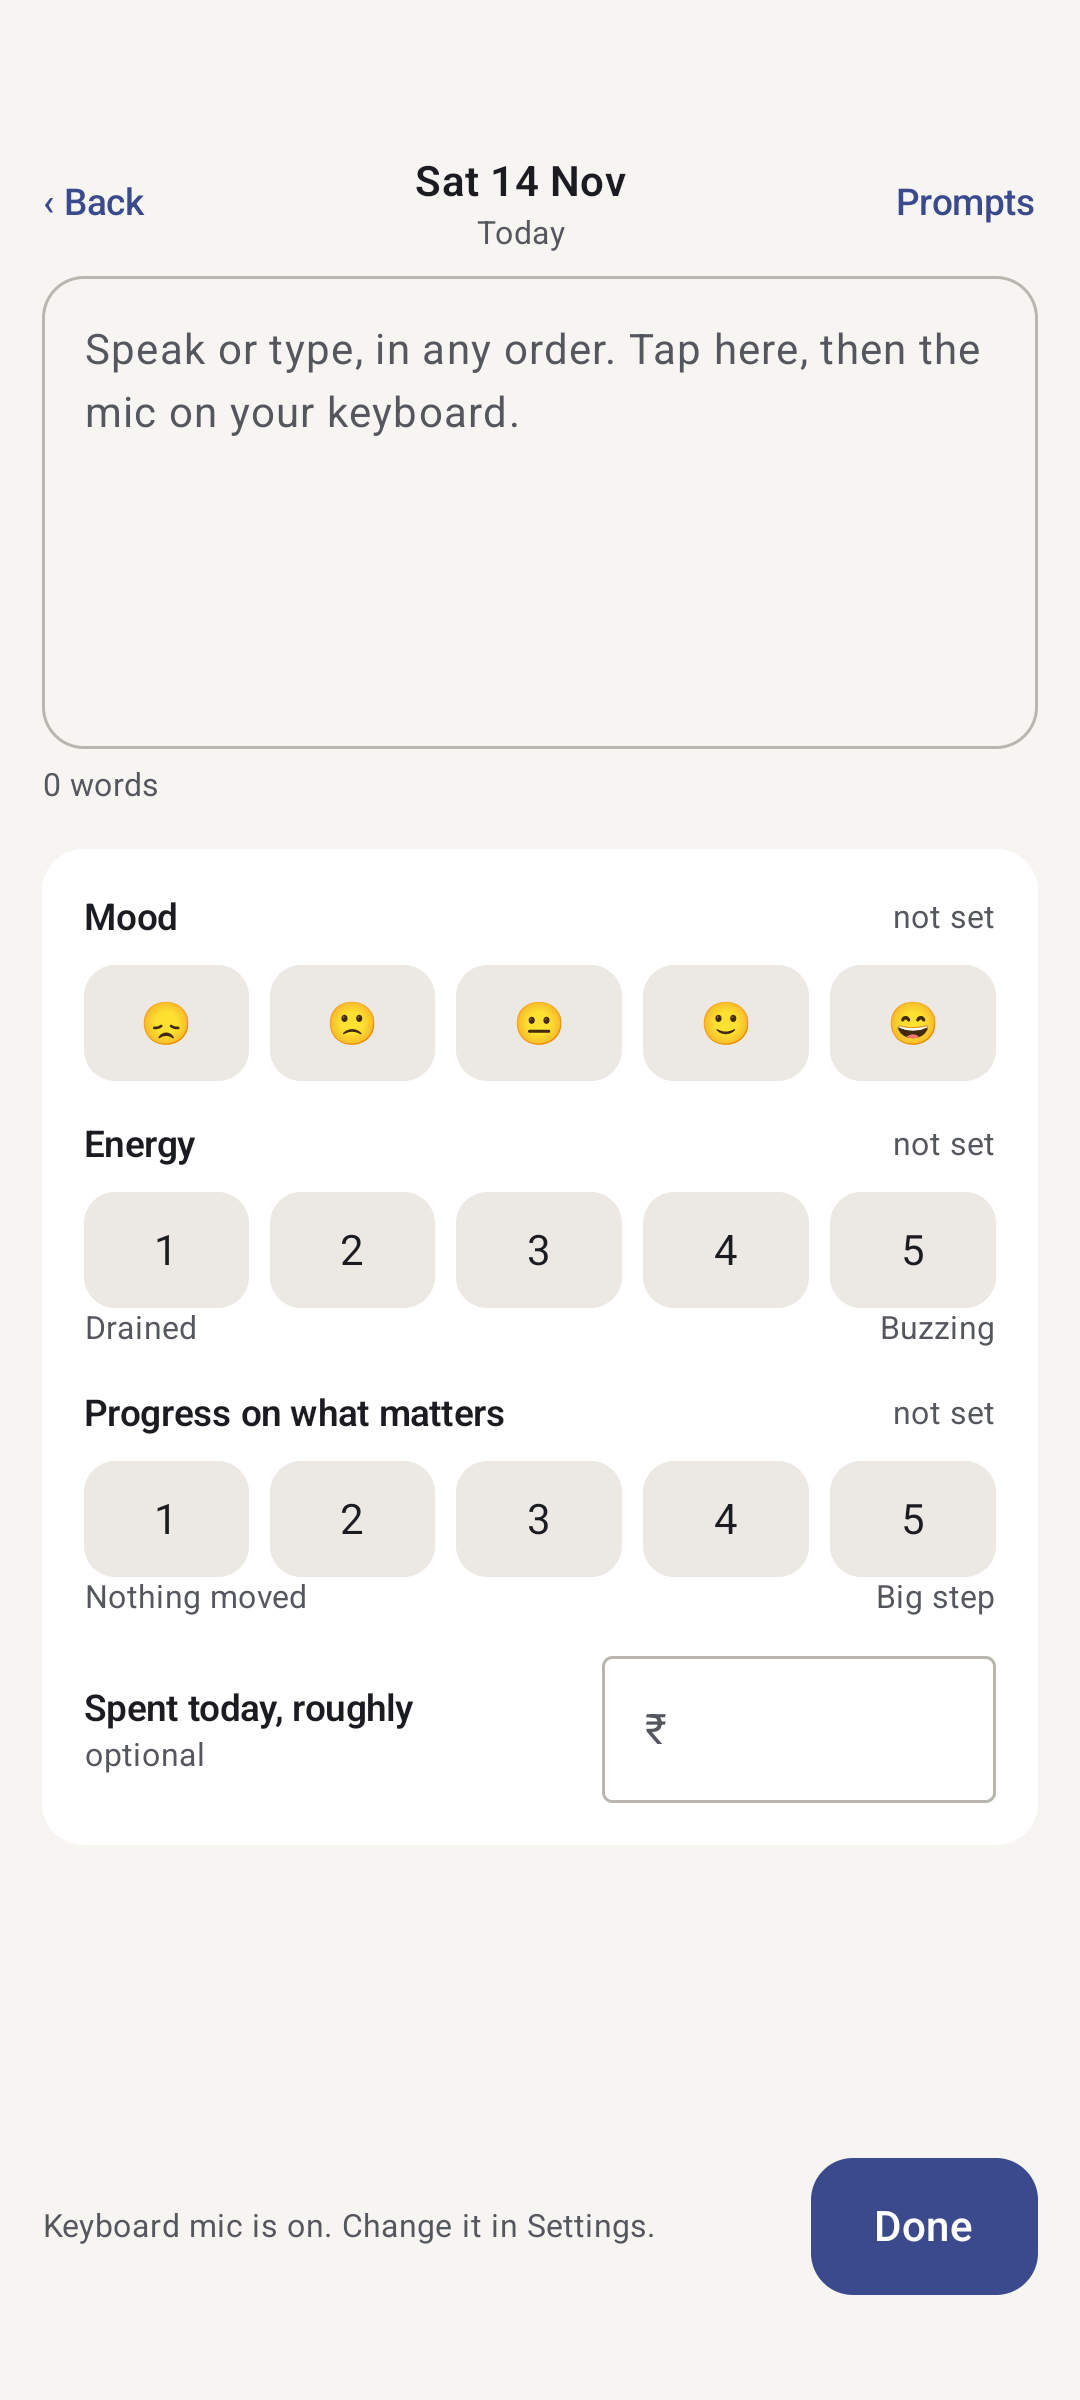 ‹ Back
Sat 14 Nov
Today
Prompts
Speak or type, in any order. Tap here, then the
mic on your keyboard.
0 words
Mood
not set
😞 🙁 😐 🙂 😄
Energy
not set
1 2 3 4 5
Drained
Buzzing
Progress on what matters
not set
1 2 3 4 5
Nothing moved
Big step
Spent today, roughly
optional
₹
Keyboard mic is on. Change it in Settings.
Done